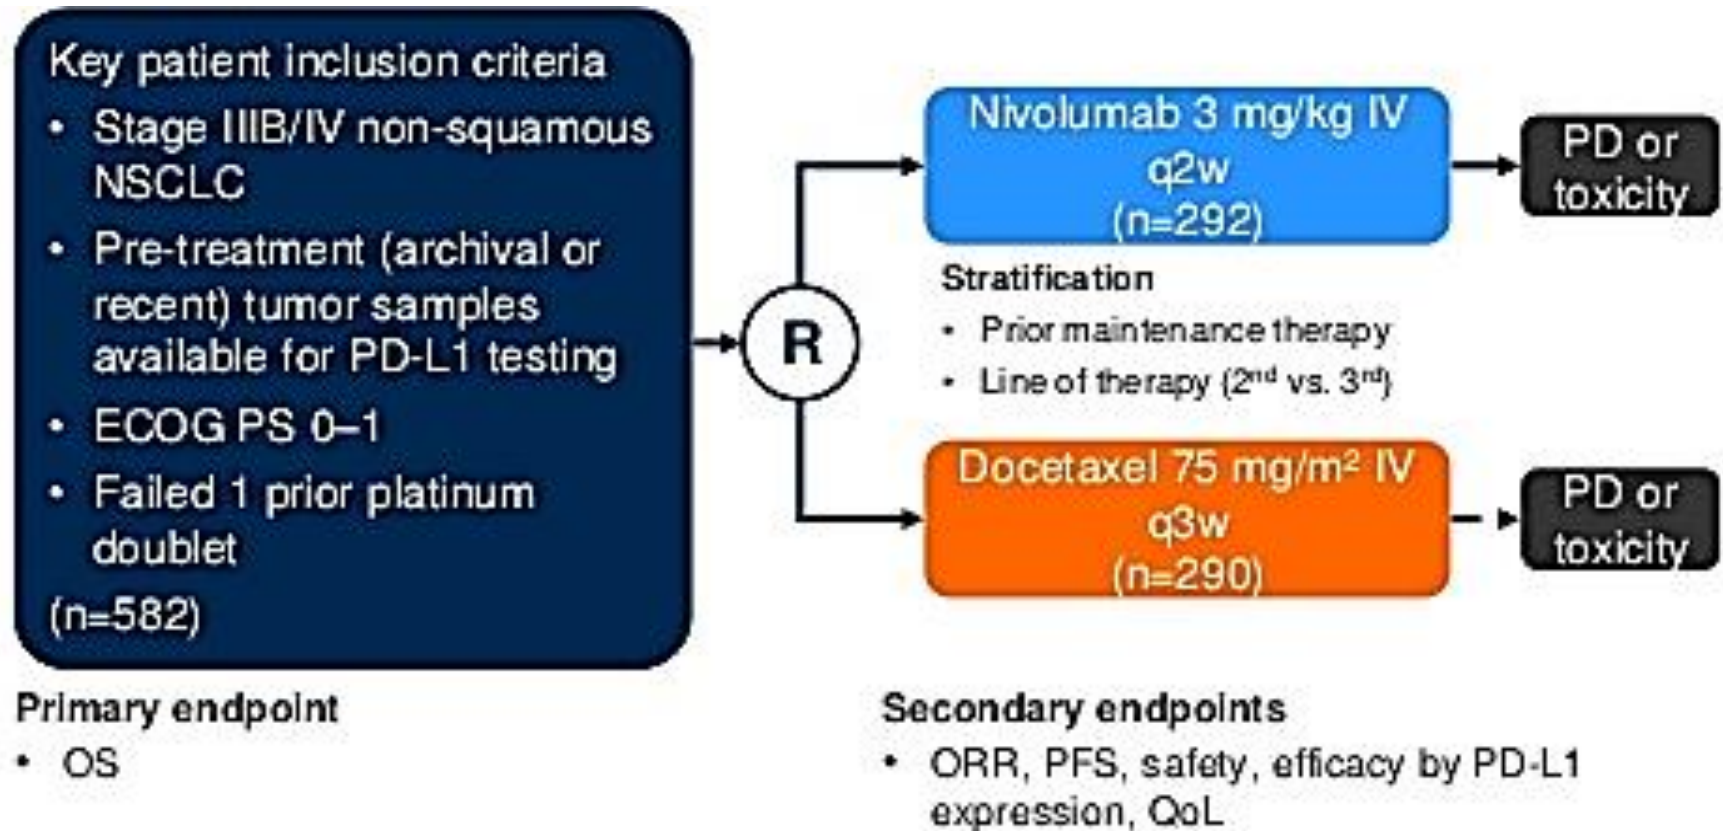 Key patient inclusion criteria
• Stage IIIB/IV non-squamous
NSCLC
• Pre-treatment (archival or
recent) tumor samples
available for PD-L1 testing
• ECOG PS 0–1
• Failed 1 prior platinum
doublet
(n=582)
R
Nivolumab 3 mg/kg IV
q2w
(n=292)
PD or
toxicity
Stratification
• Prior maintenance therapy
• Line of therapy (2nd vs. 3rd)
Docetaxel 75 mg/m² IV
q3w
(n=290)
PD or
toxicity
Primary endpoint
• OS
Secondary endpoints
• ORR, PFS, safety, efficacy by PD-L1
expression, QoL